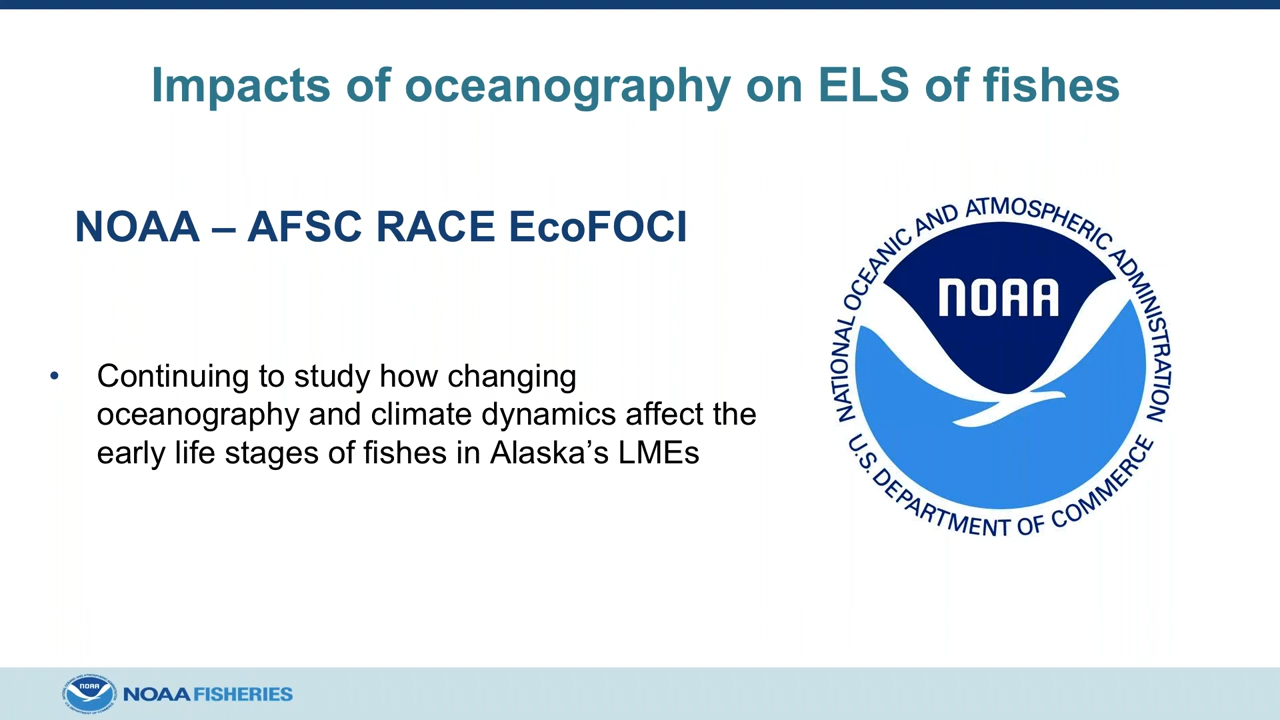 Impacts of oceanography on ELS of fishes
NOAA – AFSC RACE EcoFOCI
• Continuing to study how changing
oceanography and climate dynamics affect the
early life stages of fishes in Alaska’s LMEs
NATIONAL OCEANIC AND ATMOSPHERIC ADMINISTRATION
NOAA
U.S. DEPARTMENT OF COMMERCE
NOAA
NOAA FISHERIES